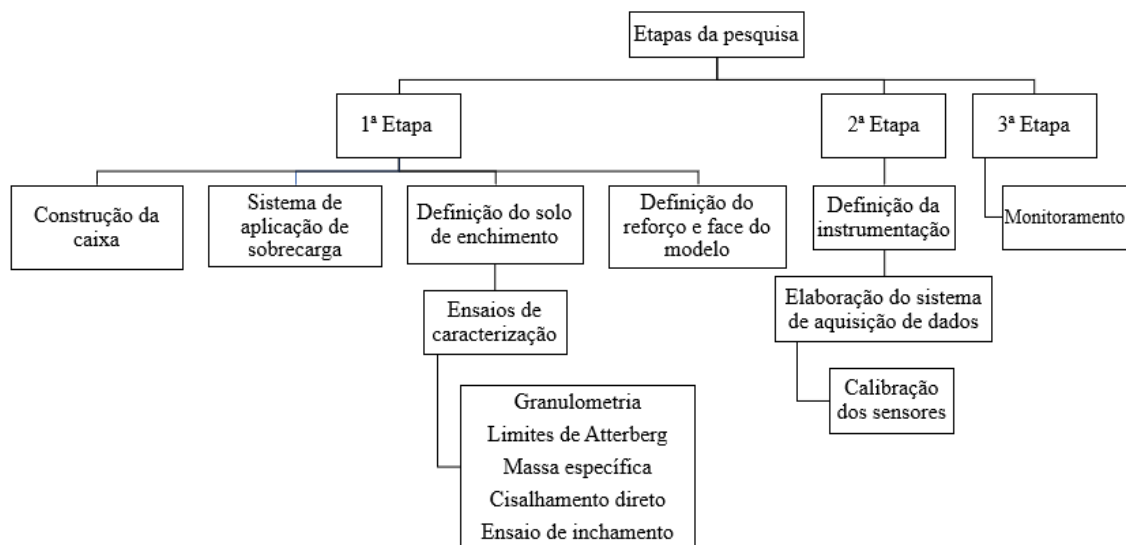 Etapas da pesquisa
1ª Etapa
2ª Etapa
3ª Etapa
Construção da
caixa
Sistema de
aplicação de
sobrecarga
Definição do solo
de enchimento
Definição do
reforço e face do
modelo
Definição da
instrumentação
Monitoramento
Ensaios de
caracterização
Elaboração do sistema
de aquisição de dados
Granulometria
Limites de Atterberg
Massa específica
Cisalhamento direto
Ensaio de inchamento
Calibração
dos sensores